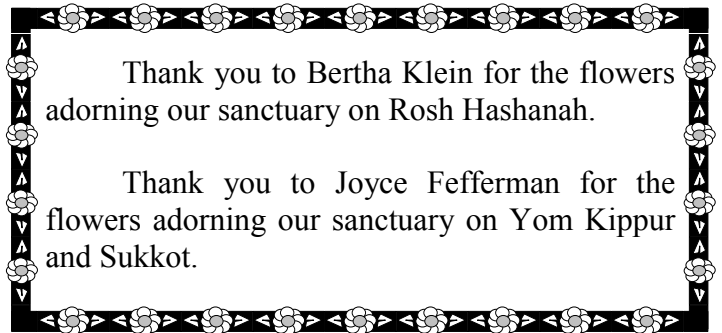 Thank you to Bertha Klein for the flowers
adorning our sanctuary on Rosh Hashanah.
Thank you to Joyce Fefferman for the
flowers adorning our sanctuary on Yom Kippur
and Sukkot.